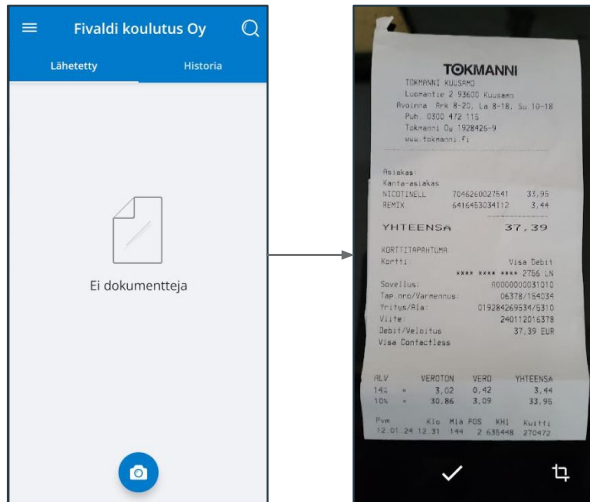 Fivaldi koulutus Oy
Lähetetty Historia
Ei dokumentteja
TOKMANNI
TOKMANNI KUUSAMO
Luomantie 2 93600 Kuusamo
Avoinna Ark 8-20, La 8-18, Su 10-18
Puh. 0300 472 115
Tokmanni Oy 1928426-9
www.tokmanni.fi
Asiakas:
Kanta-asiakas
NICOTINELL 7046260027541 33,95
REMIX 6416453034112 3,44
YHTEENSA 37,39
KORTTITAPAHTUMA
Kortti: Visa Debit
**** **** **** 2756 LN
Sovellus: A0000000031010
Tap.nro/Varmennus: 06378/154034
Yritys/Ala: 019284269534/5310
Viite: 240112016378
Debit/Veloitus 37,39 EUR
Visa Contactless
ALV VEROTON VERO YHTEENSA
14% = 3,02 0,42 3,44
10% = 30,86 3,09 33,95
Pvm Klo Mla POS KHI Kuitti
12.01.24 12.31 144 2 635448 270472